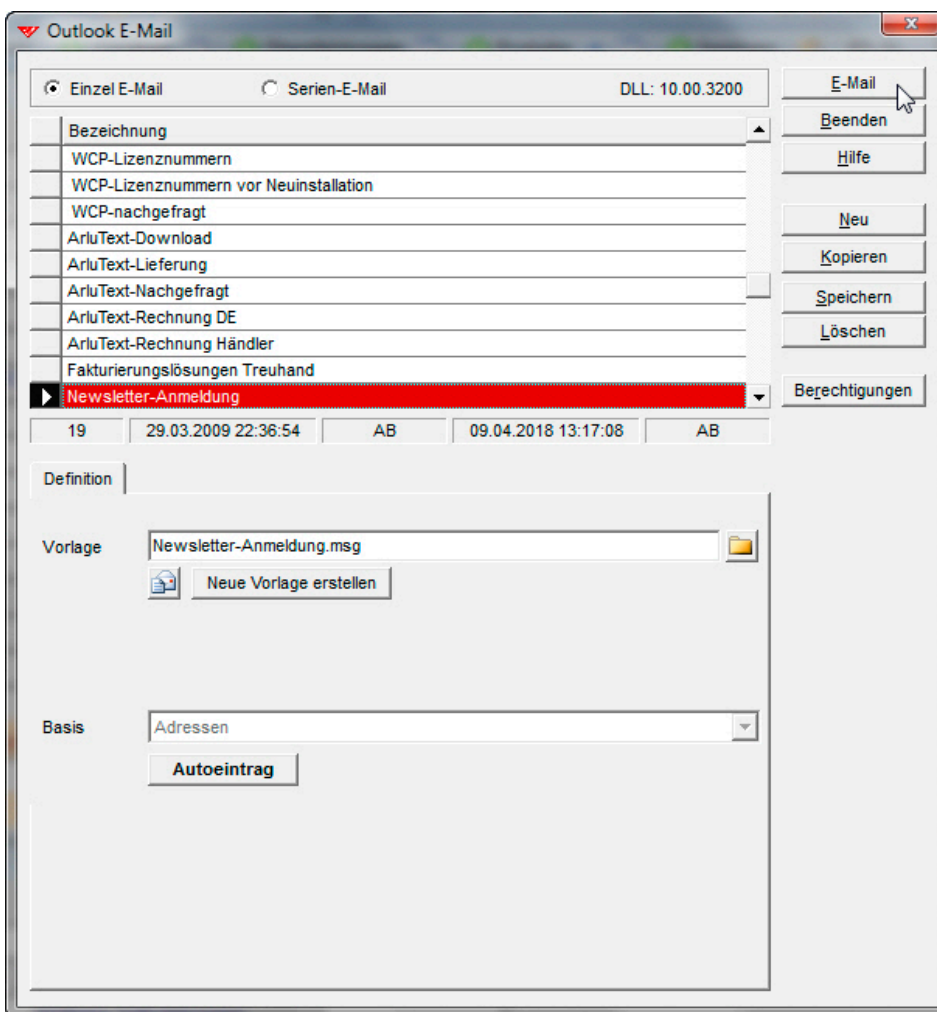 Outlook E-Mail
Einzel E-Mail Serien-E-Mail DLL: 10.00.3200
E-Mail
Beenden
Hilfe
Neu
Kopieren
Speichern
Löschen
Berechtigungen
Bezeichnung
WCP-Lizenznummern
WCP-Lizenznummern vor Neuinstallation
WCP-nachgefragt
ArluText-Download
ArluText-Lieferung
ArluText-Nachgefragt
ArluText-Rechnung DE
ArluText-Rechnung Händler
Fakturierungslösungen Treuhand
Newsletter-Anmeldung
19 29.03.2009 22:36:54 AB 09.04.2018 13:17:08 AB
Definition
Vorlage Newsletter-Anmeldung.msg
Neue Vorlage erstellen
Basis Adressen
Autoeintrag